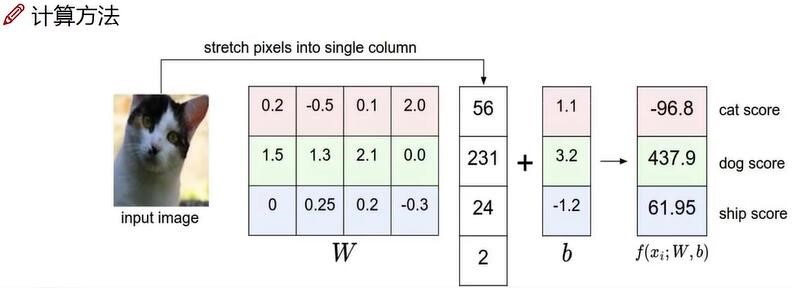 计算方法
stretch pixels into single column
0.2 -0.5 0.1 2.0 56 1.1 -96.8 cat score
1.5 1.3 2.1 0.0 231 + 3.2 437.9 dog score
0 0.25 0.2 -0.3 24 -1.2 61.95 ship score
input image
W 2 b f(xᵢ; W, b)